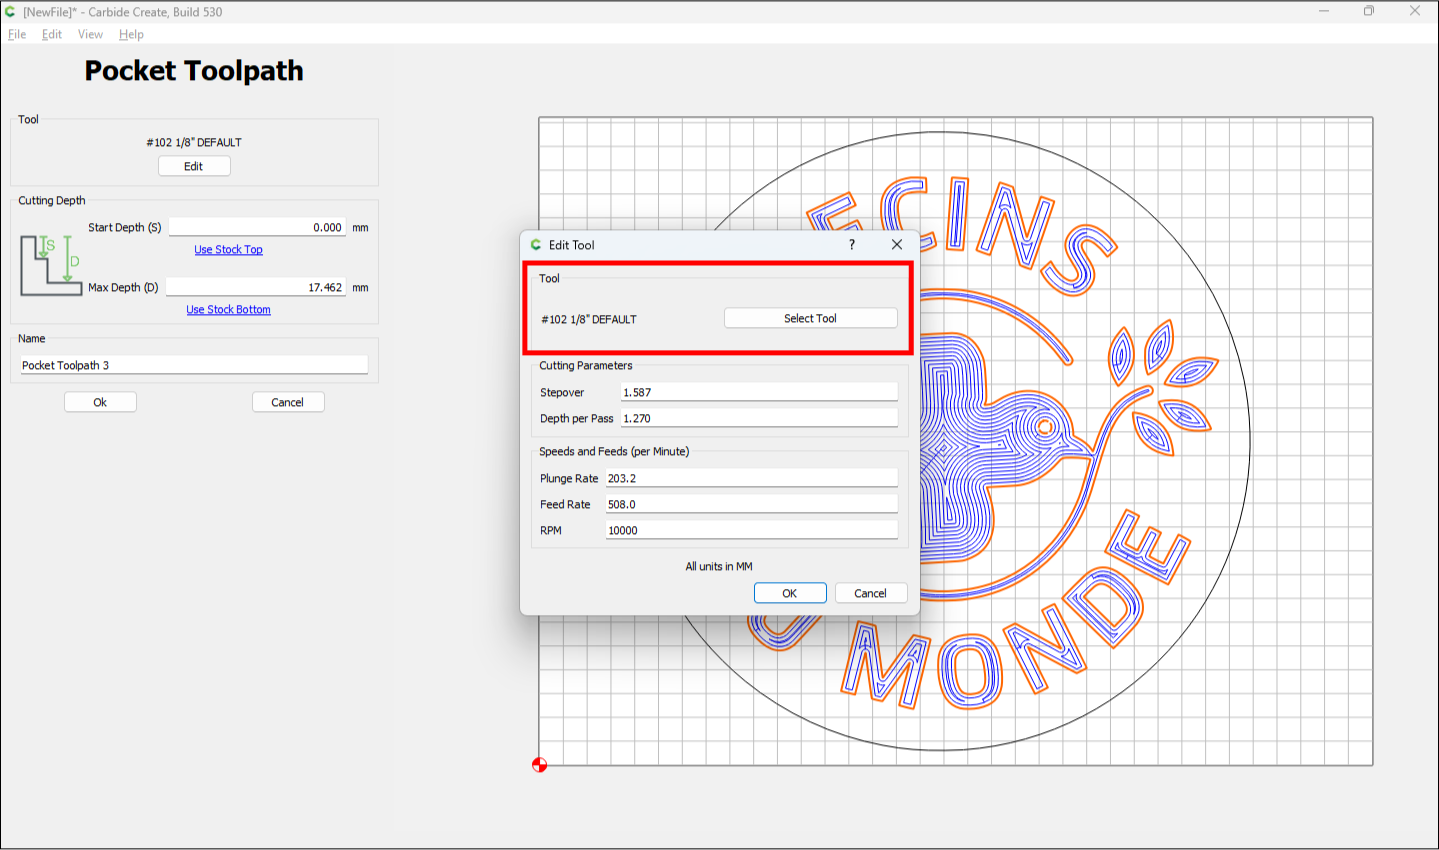 [NewFile]* - Carbide Create, Build 530
File Edit View Help
Pocket Toolpath
Tool
#102 1/8" DEFAULT
Edit
Cutting Depth
Start Depth (S) 0.000 mm
Use Stock Top
S
D
Max Depth (D) 17.462 mm
Use Stock Bottom
Name
Pocket Toolpath 3
Ok Cancel
Edit Tool ?
Tool
#102 1/8" DEFAULT Select Tool
Cutting Parameters
Stepover 1.587
Depth per Pass 1.270
Speeds and Feeds (per Minute)
Plunge Rate 203.2
Feed Rate 508.0
RPM 10000
All units in MM
OK Cancel
ECINS
MONDE